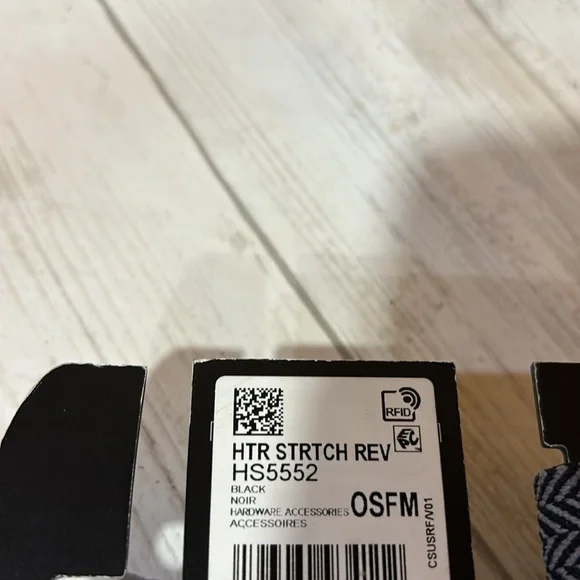 RFID
HTR STRTCH REV
HS5552
BLACK
NOIR
HARDWARE ACCESSORIES OSFM
ACCESSOIRES
CSUSRF/V01